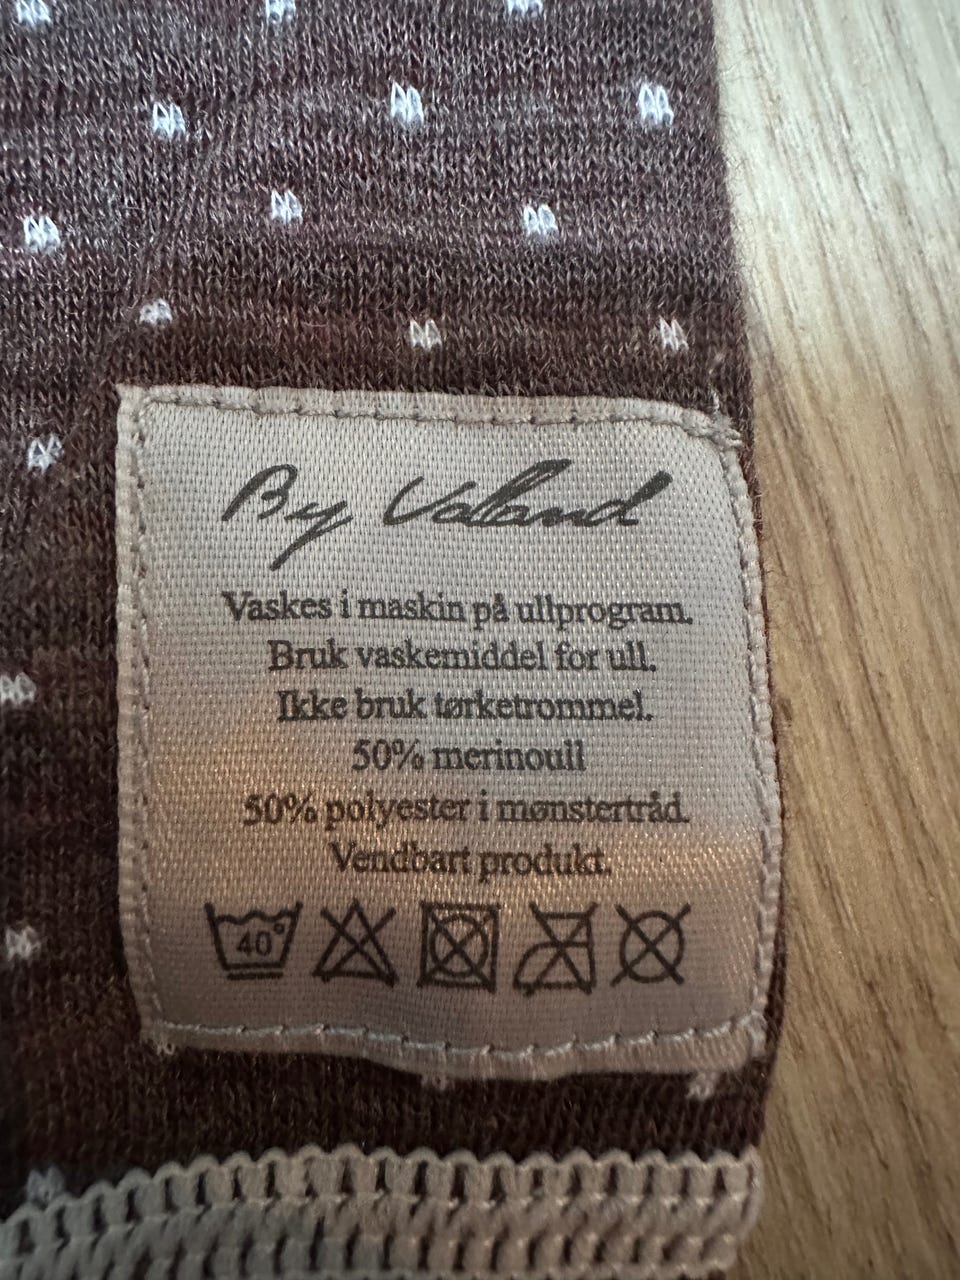 By Valland
Vaskes i maskin på ullprogram.
Bruk vaskemiddel for ull.
Ikke bruk tørketrommel.
50% merinoull
50% polyester i mønstertråd.
Vendbart produkt.
40°